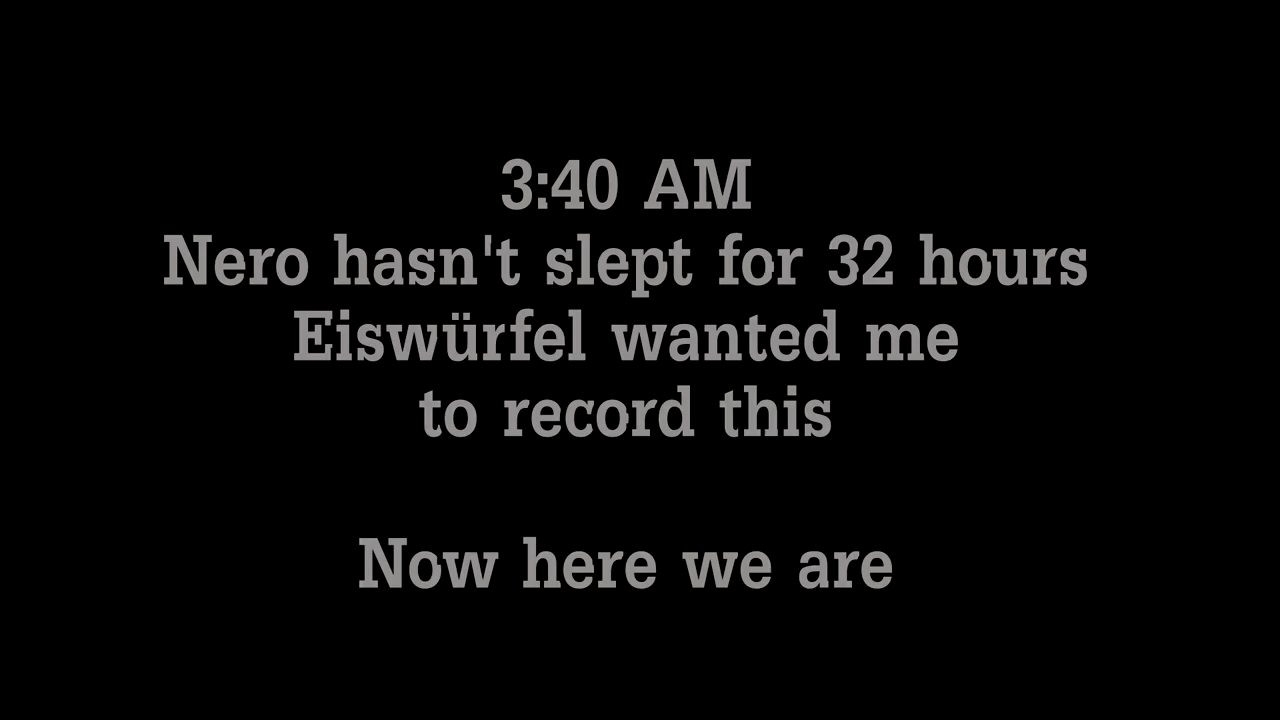 3:40 AM
Nero hasn't slept for 32 hours
Eiswürfel wanted me
to record this
Now here we are